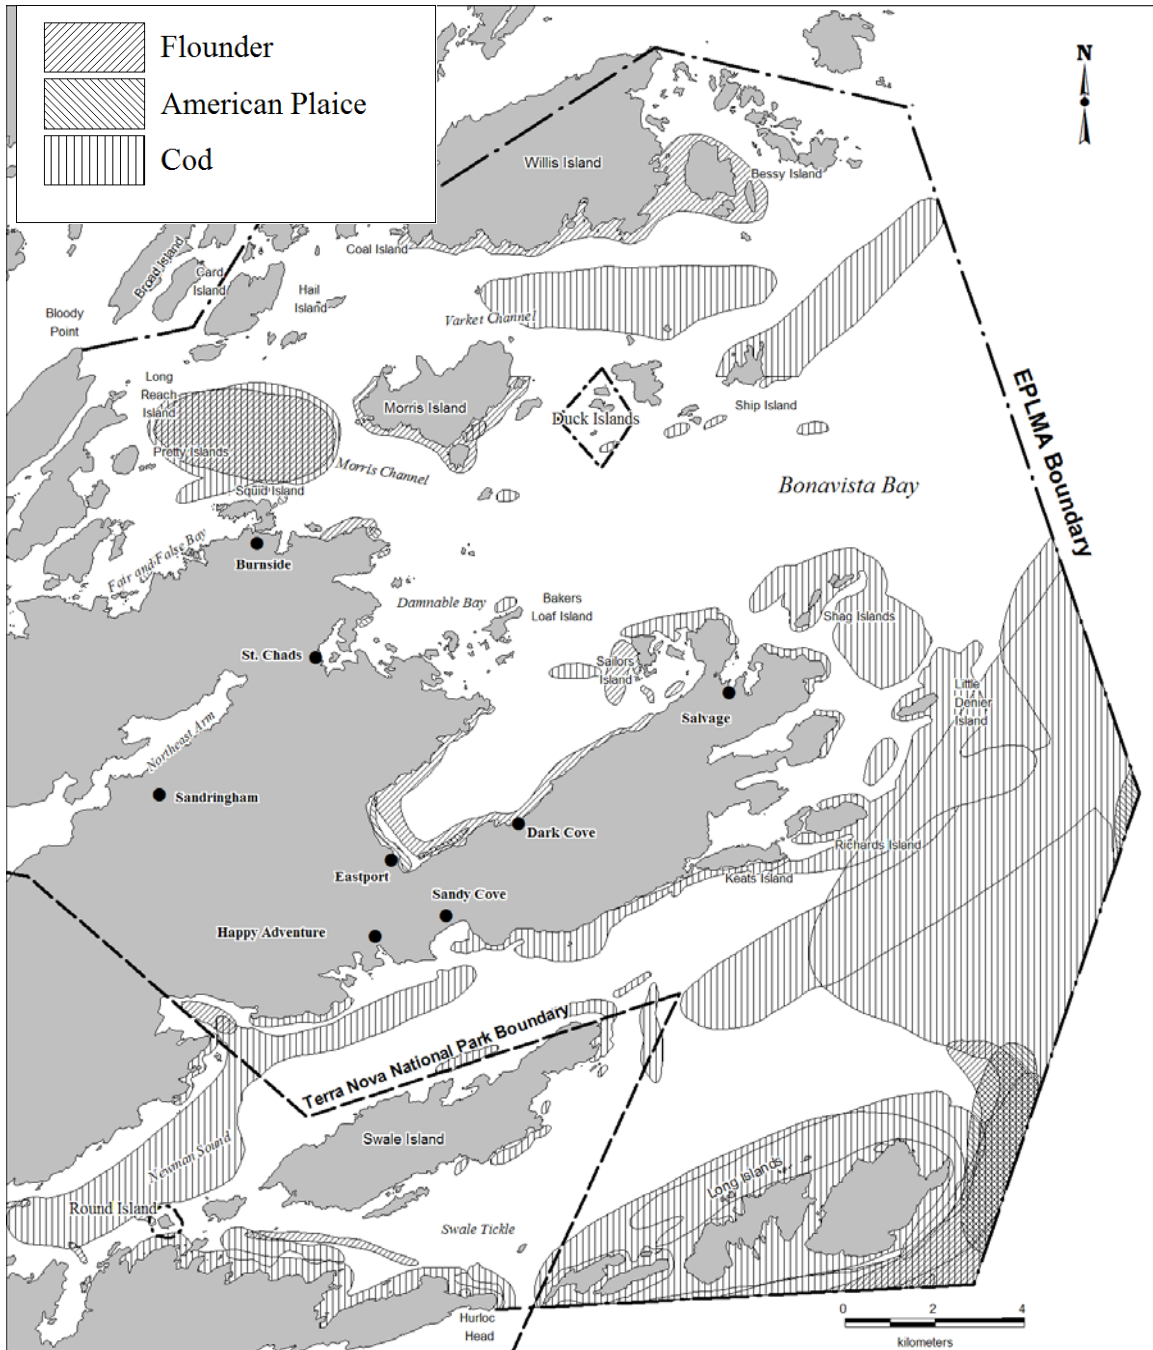 Flounder
American Plaice
Cod
N
Willis Island
Bessy Island
Coal Island
Broad Island
Card
Island
Hail
Island
Bloody
Point
Varket Channel
Long
Reach
Island
Morris Island
Duck Islands
Ship Island
EPLMA Boundary
Pretty Islands
Morris Channel
Squid Island
Bonavista Bay
Fair and False Bay
Burnside
Damnable Bay
Bakers
Loaf Island
Shag Islands
St. Chads
Sailors
Island
Little
Denier
Island
Salvage
Northeast Arm
Sandringham
Dark Cove
Richards Island
Eastport
Keats Island
Sandy Cove
Happy Adventure
Terra Nova National Park Boundary
Newman Sound
Swale Island
Long Islands
Round Island
Swale Tickle
Hurloc
Head
0 2 4
kilometers